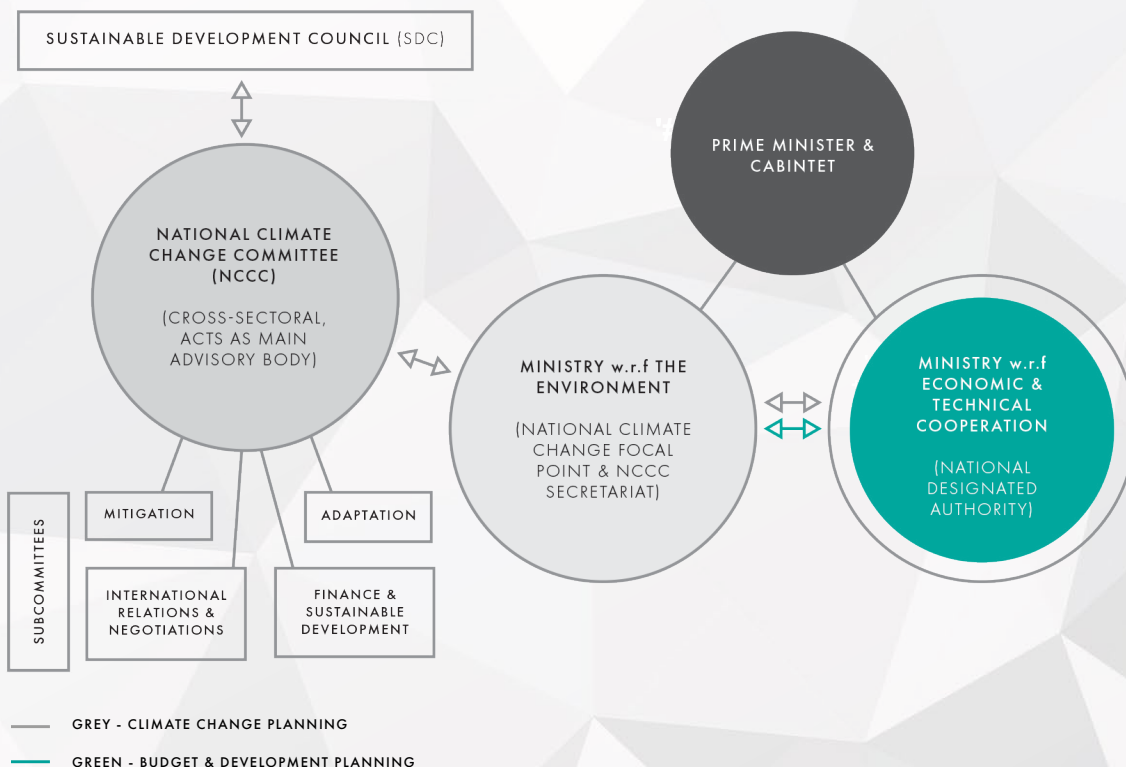 SUSTAINABLE DEVELOPMENT COUNCIL (SDC)
PRIME MINISTER &
CABINTET
NATIONAL CLIMATE
CHANGE COMMITTEE
(NCCC)
(CROSS-SECTORAL,
ACTS AS MAIN
ADVISORY BODY)
MINISTRY w.r.f THE
ENVIRONMENT
(NATIONAL CLIMATE
CHANGE FOCAL
POINT & NCCC
SECRETARIAT)
MINISTRY w.r.f
ECONOMIC &
TECHNICAL
COOPERATION
(NATIONAL
DESIGNATED
AUTHORITY)
SUBCOMMITTEES
MITIGATION
ADAPTATION
INTERNATIONAL
RELATIONS &
NEGOTIATIONS
FINANCE &
SUSTAINABLE
DEVELOPMENT
GREY - CLIMATE CHANGE PLANNING
GREEN - BUDGET & DEVELOPMENT PLANNING